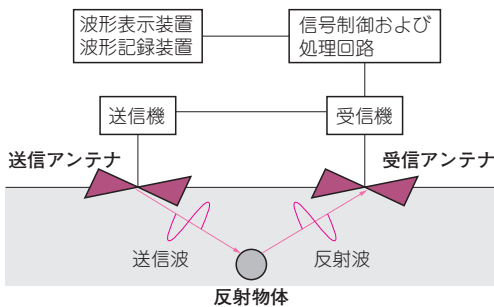 波形表示装置
波形記録装置
信号制御および
処理回路
送信機
受信機
送信アンテナ
受信アンテナ
送信波
反射波
反射物体